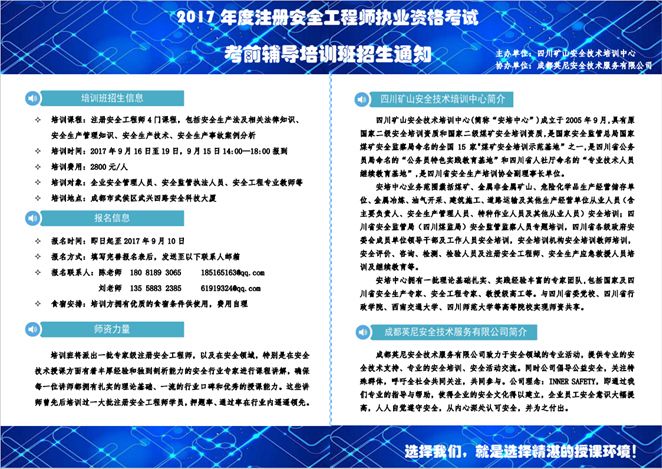 2017 年度注册安全工程师执业资格考试
考前辅导培训班招生通知
主办单位：四川矿山安全技术培训中心
协办单位：成都英尼安全技术服务有限公司
培训班招生信息
培训课程：注册安全工程师 4 门课程，包括安全生产法及相关法律知识、
安全生产管理知识、安全生产技术、安全生产事故案例分析
培训时间：2017 年 9 月 16 日至 19 日。9 月 15 日 14:00—18:00 报到
培训费用：2800 元/人
培训对象：企业安全管理人员、安全监管执法人员、安全工程专业教师等
培训地点：成都市武侯区武兴四路安全科技大厦
报名信息
报名时间：即日起至 2017 年 9 月 10 日
报名方式：填写完善报名表后，发送至以下联系人邮箱
报名联系人：陈老师 180 8189 3065 185165163@qq.com
刘老师 135 5883 2385 61919324@qq.com
食宿安排：培训方拥有优质的食宿条件供使用，费用自理
师资力量
培训班将派出一批专家级注册安全工程师，以及在安全领域，特别是在安全
技术授课方面有着丰厚经验和独到剖析能力的安全行业专家进行课程讲解，确保
每一位讲师都拥有扎实的理论基础、一流的行业口碑和优秀的授课能力。这些讲
师曾先后培训过一大批注册安全工程师学员，押题率、通过率在行业内遥遥领先。
四川矿山安全技术培训中心简介
四川矿山安全技术培训中心(简称“安培中心”)成立于 2005 年 9 月，具有原
国家二级安全培训资质和国家二级煤矿安全培训资质，是国家安全监管总局国家
煤矿安全监察局命名的全国 15 家“煤矿安全培训示范基地”之一，是四川省公务
员局命名的“公务员特色实践教育基地”和四川省人社厅命名的“专业技术人员
继续教育基地”，是四川省安全生产培训协会副理事长单位。
安培中心业务范围囊括煤矿、金属非金属矿山、危险化学品生产经营储存单
位、金属冶炼、油气开采、建筑施工、道路运输及其他生产经营单位从业人员（含
主要负责人、安全生产管理人员、特种作业人员及其他从业人员）安全培训；四
川省安全监管局（四川煤监局）安全监管监察人员专题培训，四川省各级政府安
委会成员单位领导干部及工作人员安全培训，安全培训机构安全培训教师培训，
安全评价、咨询、检测、检验人员及注册安全工程师、安全生产应急救援人员培
训及继续教育等。
安培中心拥有一批理论基础扎实、实践经验丰富的专家团队，包括国家及四
川省安全生产专家、安全工程专家、教授级高工等。与四川省委党校、四川省行
政学院、西南交通大学、四川师范大学等高等院校实现师资共享。
成都英尼安全技术服务有限公司简介
成都英尼安全技术服务有限公司致力于安全领域的专业活动，提供专业的安
全技术支持、专业的安全培训、安全活动交流。同时公司倡导公益安全，关注特
殊群体，呼吁全社会共同关注，共同参与。公司理念：INNER SAFETY，即通过我
们专业的指导与帮助，使得企业的安全文化得以建立，企业员工安全意识大幅提
高，人人自觉遵守安全，从内心深处认可安全，并为之付出。
选择我们，就是选择精湛的授课环境！